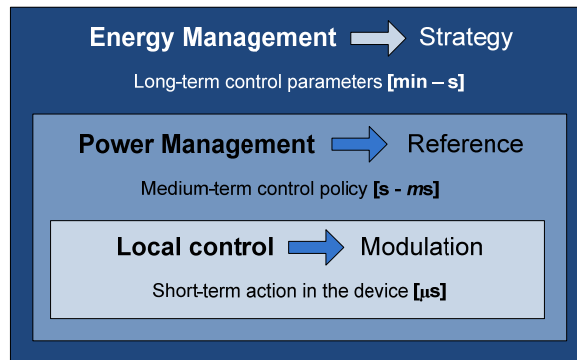 Energy Management Strategy
Long-term control parameters [min – s]
Power Management Reference
Medium-term control policy [s - ms]
Local control Modulation
Short-term action in the device [μs]